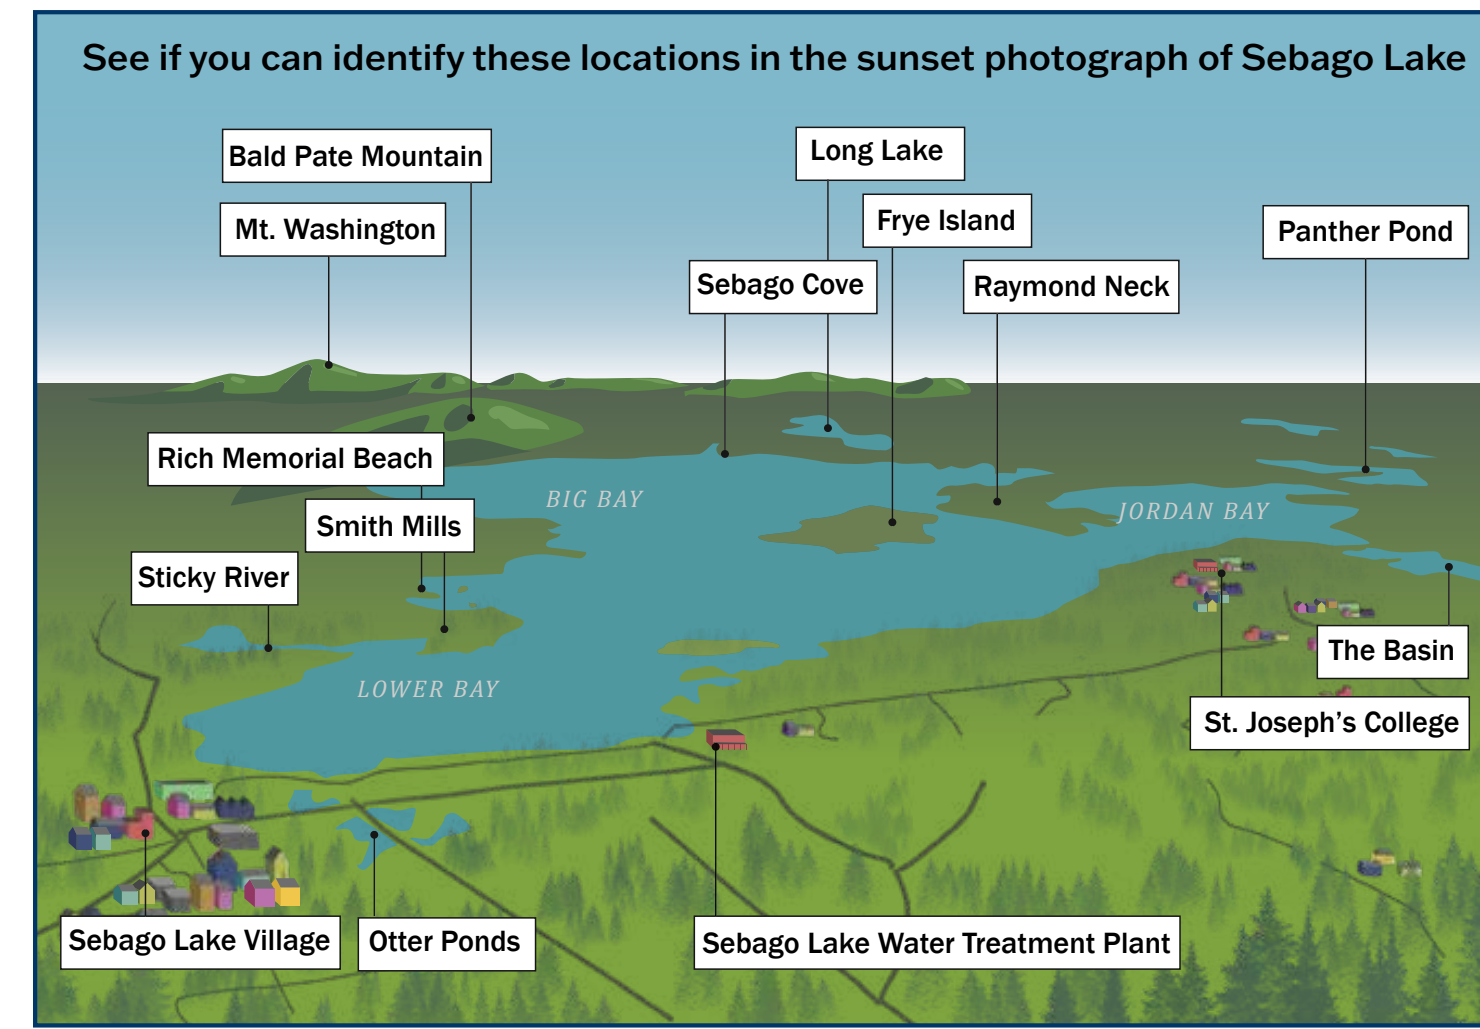 See if you can identify these locations in the sunset photograph of Sebago Lake
Bald Pate Mountain
Long Lake
Mt. Washington
Frye Island
Panther Pond
Sebago Cove
Raymond Neck
Rich Memorial Beach
BIG BAY
JORDAN BAY
Smith Mills
Sticky River
The Basin
LOWER BAY
St. Joseph's College
Sebago Lake Village
Otter Ponds
Sebago Lake Water Treatment Plant